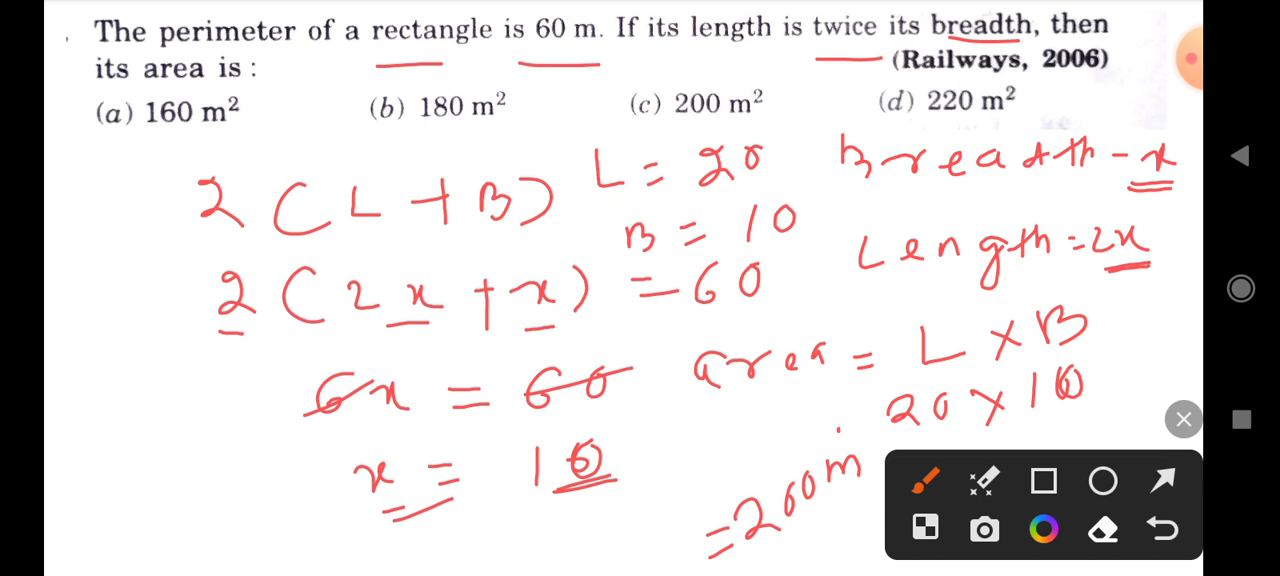 The perimeter of a rectangle is 60 m. If its length is twice its breadth, then
its area is : (Railways, 2006)
(a) 160 m² (b) 180 m² (c) 200 m² (d) 220 m²
2 ( L + B )
L = 20
B = 10
Breadth - x
Length = 2x
2 ( 2x + x ) = 60
6x = 60
x = 10
area = L × B
20 × 10
= 200m